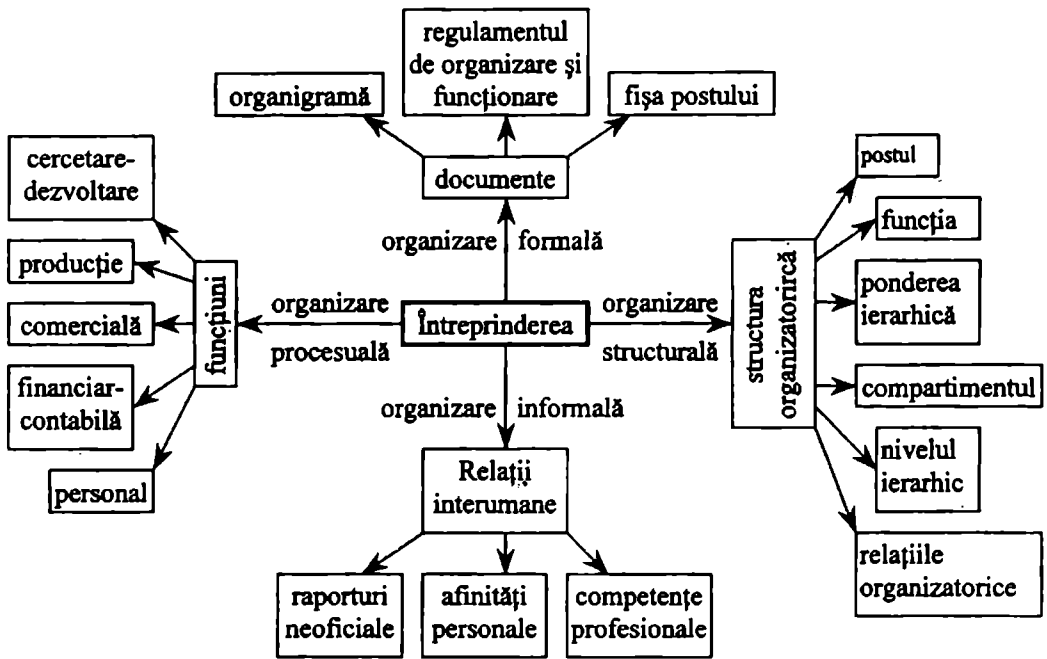 regulamentul
de organizare și
funcționare
organigramă
fișa postului
documente
organizare formală
cercetare-
dezvoltare
producție
comercială
financiar-
contabilă
personal
funcțiuni
organizare
procesuală
Întreprinderea
organizare
structurală
structura
organizatorircă
postul
funcția
ponderea
ierarhică
compartimentul
nivelul
ierarhic
relațiile
organizatorice
organizare informală
Relații
interumane
raporturi
neoficiale
afinități
personale
competențe
profesionale